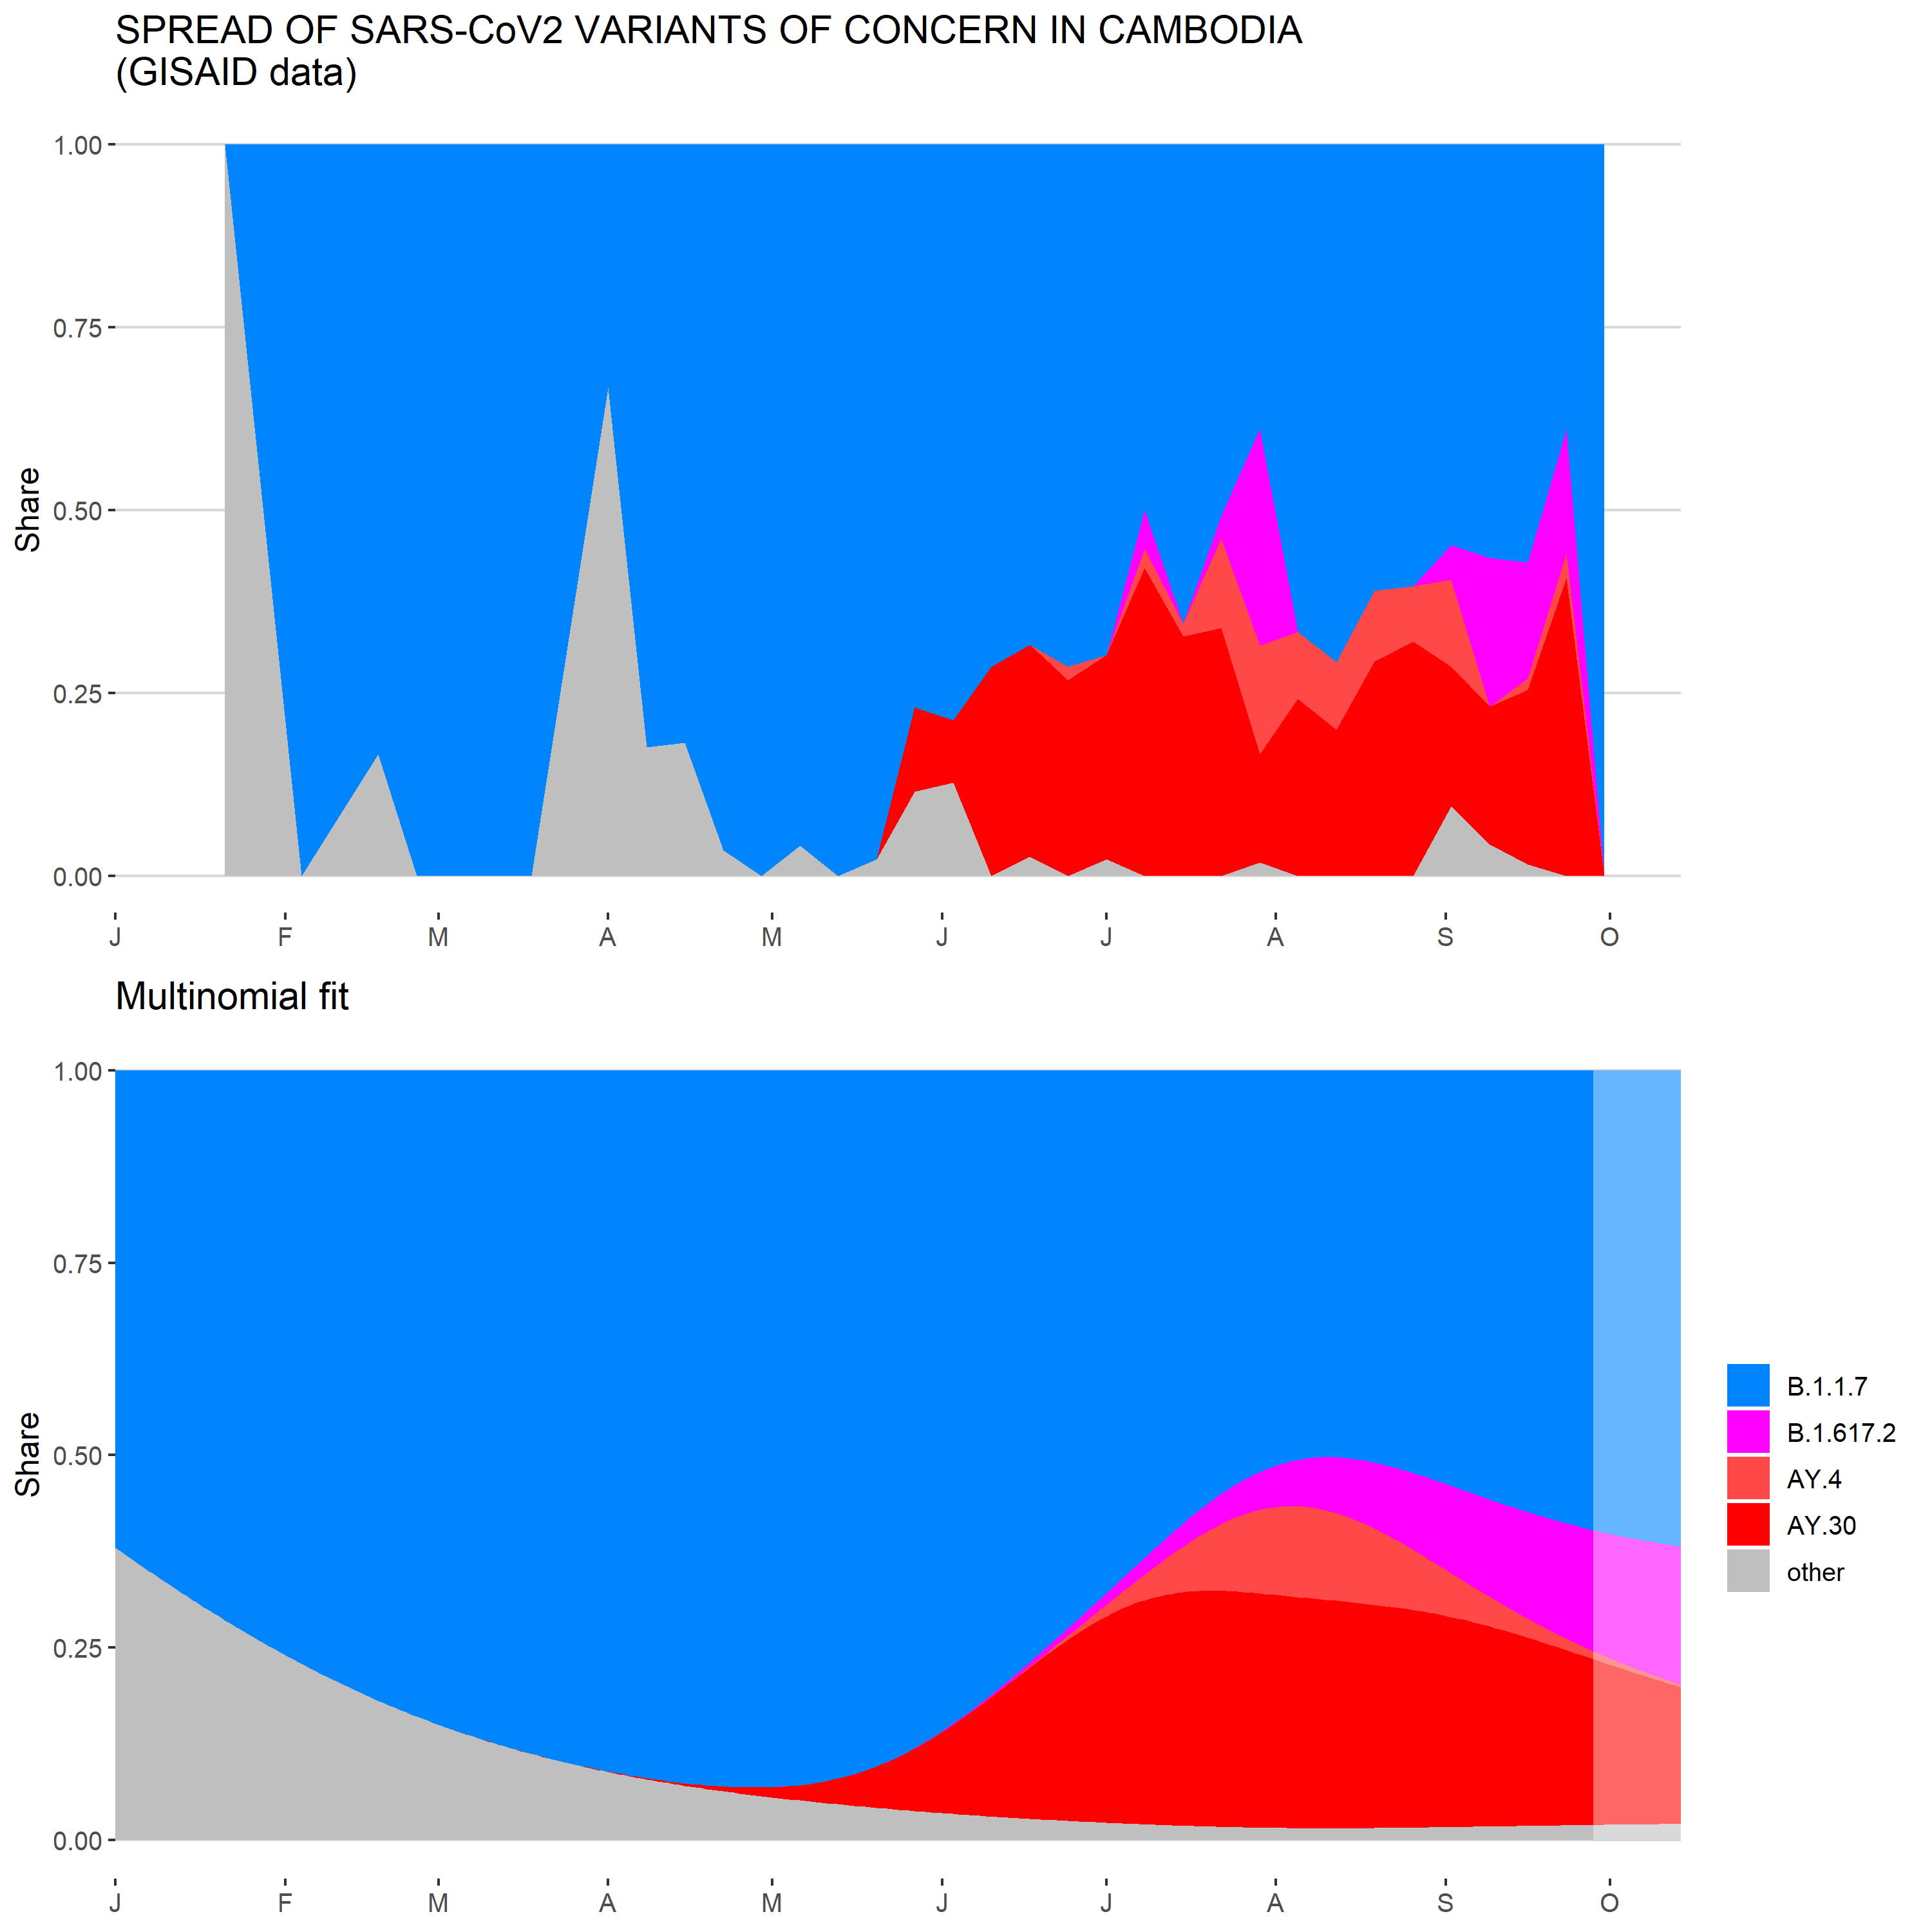 SPREAD OF SARS-CoV2 VARIANTS OF CONCERN IN CAMBODIA
(GISAID data)
1.00
0.75
0.50
0.25
0.00
Share
J F M A M J J A S O
Multinomial fit
1.00
0.75
0.50
0.25
0.00
Share
J F M A M J J A S O
B.1.1.7
B.1.617.2
AY.4
AY.30
other